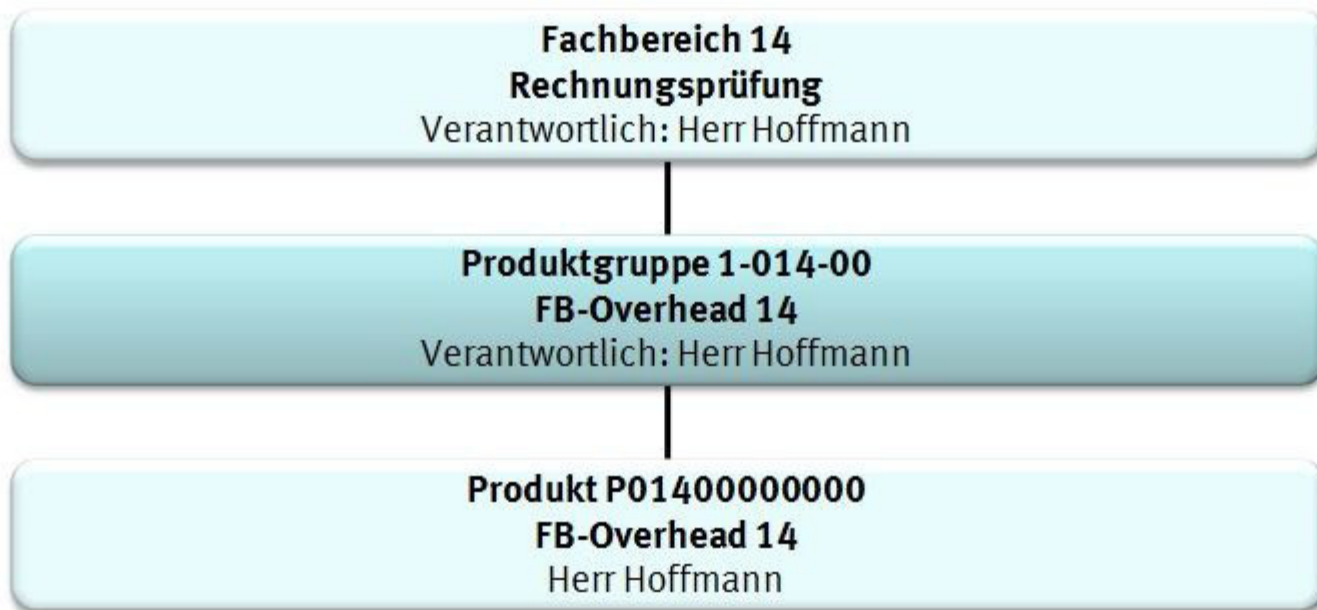 Fachbereich 14
Rechnungsprüfung
Verantwortlich: Herr Hoffmann
Produktgruppe 1-014-00
FB-Overhead 14
Verantwortlich: Herr Hoffmann
Produkt P01400000000
FB-Overhead 14
Herr Hoffmann